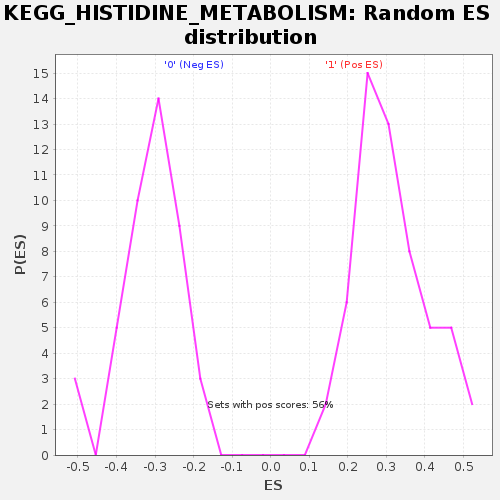 KEGG_HISTIDINE_METABOLISM: Random ES
distribution
'0' (Neg ES) '1' (Pos ES)
15
14
13
12
11
10
9
8
7
6
5
4
3
2
1
0
P(ES)
Sets with pos scores: 56%
-0.5 -0.4 -0.3 -0.2 -0.1 0.0 0.1 0.2 0.3 0.4 0.5
ES